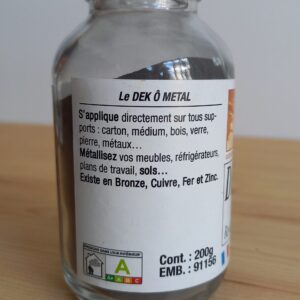 Le DEK Ô METAL
S'applique directement sur tous sup-
ports : carton, médium, bois, verre,
pierre, métaux...
Métallisez vos meubles, réfrigérateurs,
plans de travail, sols...
Existe en Bronze, Cuivre, Fer et Zinc.
A
A+ A B C
Cont. : 200g
EMB. : 91156